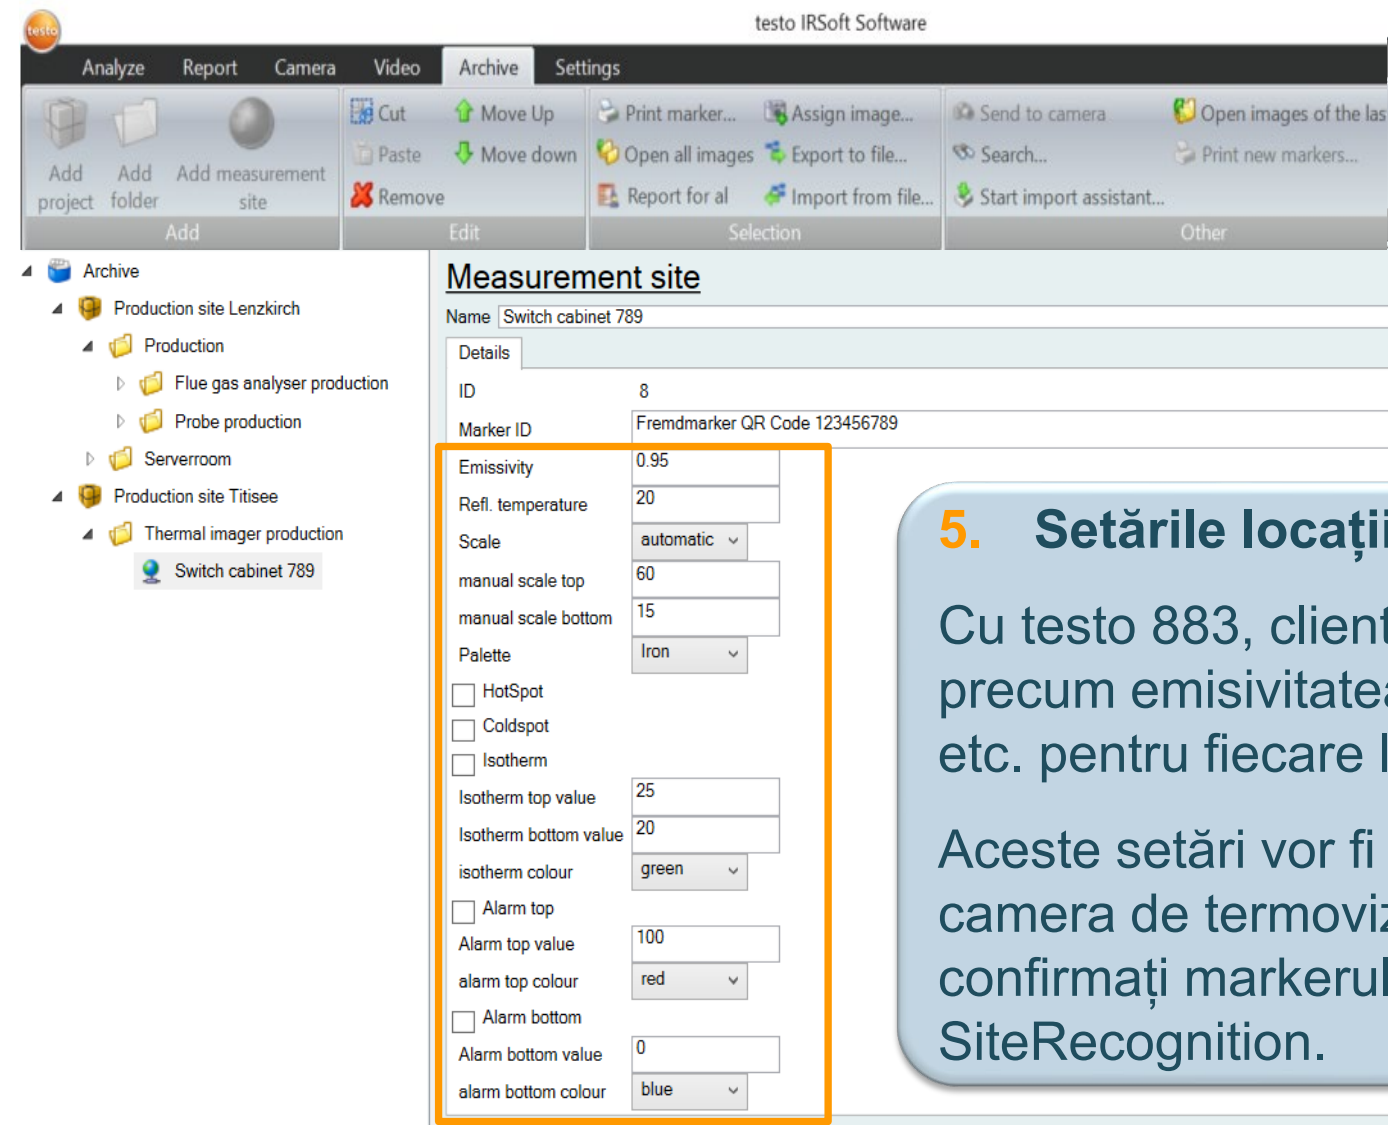 testo
testo IRSoft Software
Analyze Report Camera Video Archive Settings
Add project
Add folder
Add measurement site
Add
Cut
Paste
Remove
Move Up
Move down
Edit
Print marker...
Open all images
Report for al
Assign image...
Export to file...
Import from file...
Selection
Send to camera
Search...
Start import assistant...
Open images of the las
Print new markers...
Other
Archive
Production site Lenzkirch
Production
Flue gas analyser production
Probe production
Serverroom
Production site Titisee
Thermal imager production
Switch cabinet 789
Measurement site
Name Switch cabinet 789
Details
ID 8
Marker ID Fremdmarker QR Code 123456789
Emissivity 0.95
Refl. temperature 20
Scale automatic
manual scale top 60
manual scale bottom 15
Palette Iron
HotSpot
Coldspot
Isotherm
Isotherm top value 25
Isotherm bottom value 20
isotherm colour green
Alarm top
Alarm top value 100
alarm top colour red
Alarm bottom
Alarm bottom value 0
alarm bottom colour blue
5. Setările locații
Cu testo 883, client
precum emisivitatea
etc. pentru fiecare l
Aceste setări vor fi
camera de termoviz
confirmați markerul
SiteRecognition.